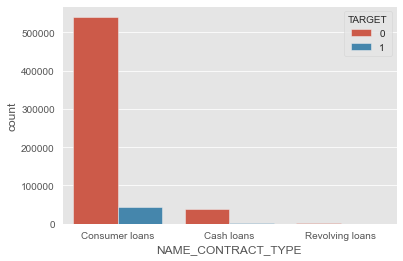 TARGET
0
1
500000
400000
300000
200000
100000
0
count
Consumer loans
Cash loans
Revolving loans
NAME_CONTRACT_TYPE